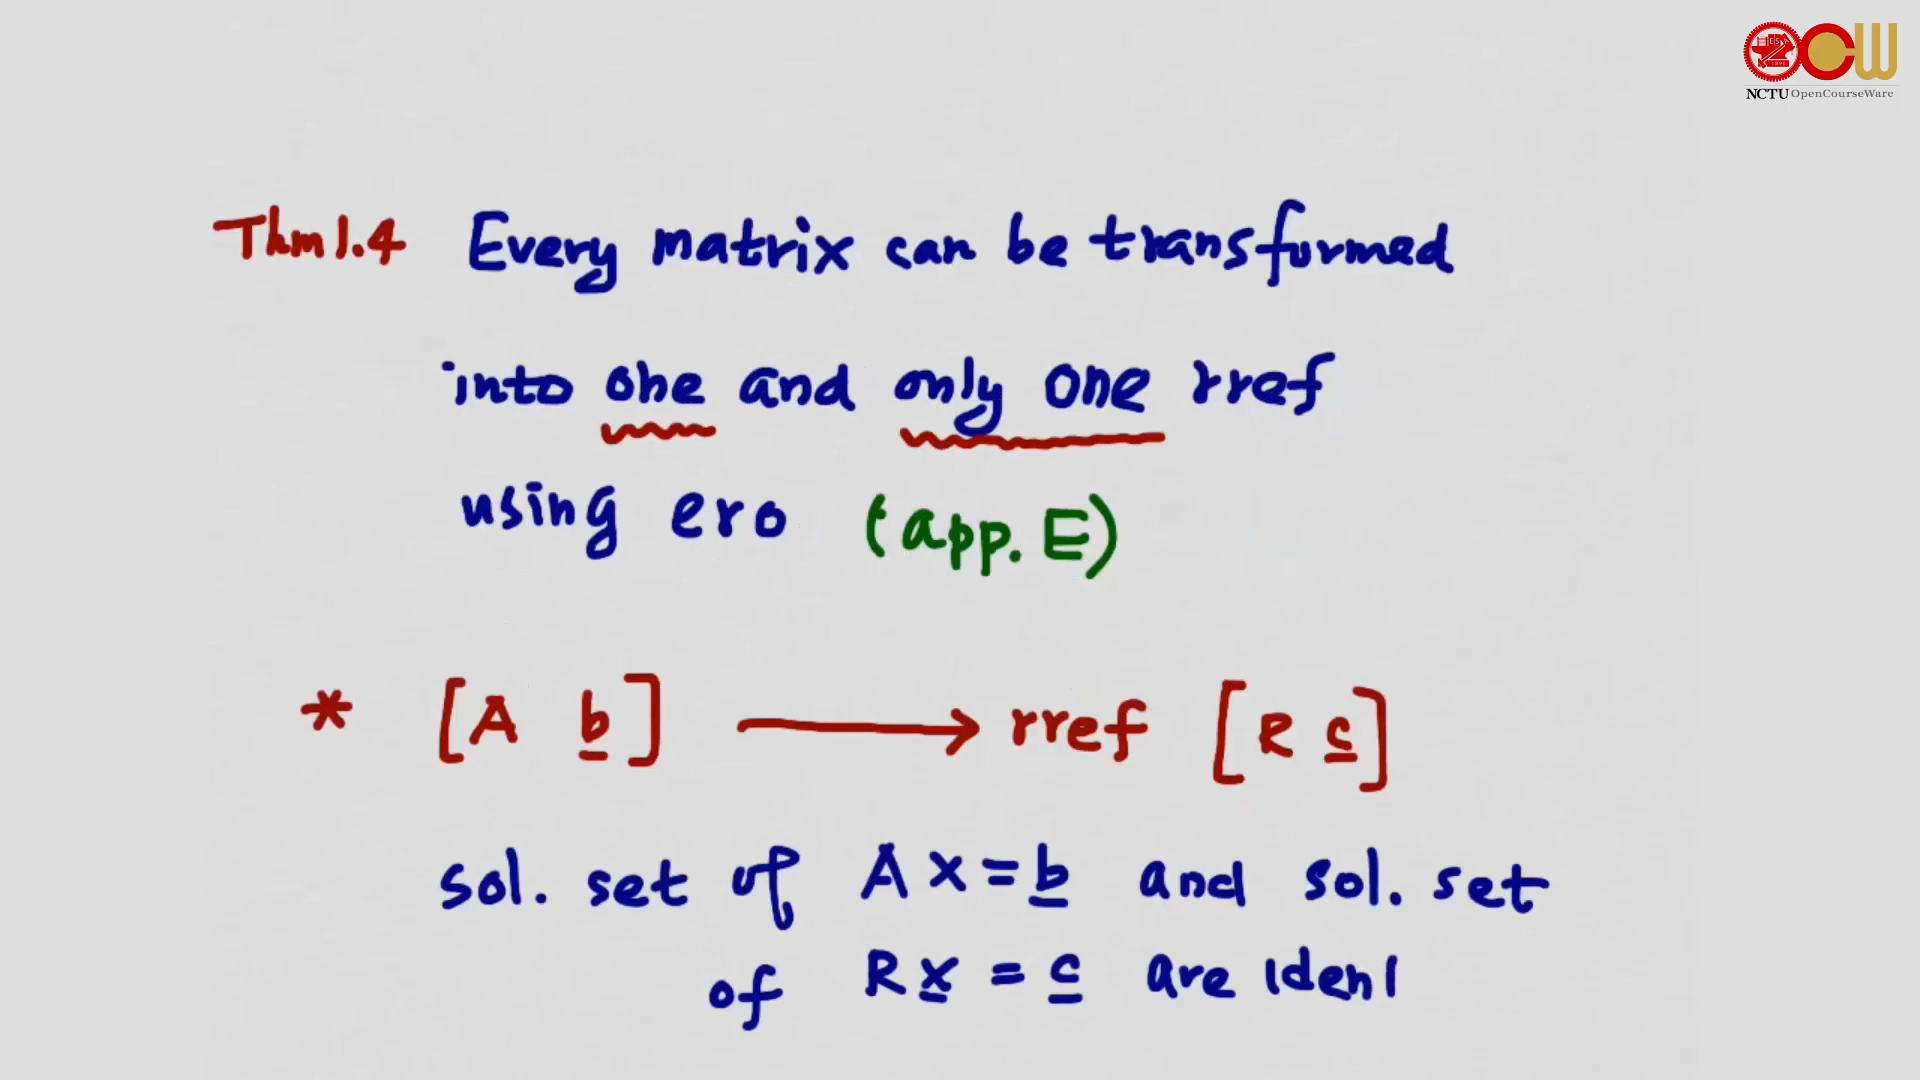 NCTU OpenCourseWare
Thm 1.4 Every matrix can be transformed
into one and only one rref
using ero (app. E)
* [A b] → rref [R c]
sol. set of Ax=b and sol. set
of Rx = c are iden